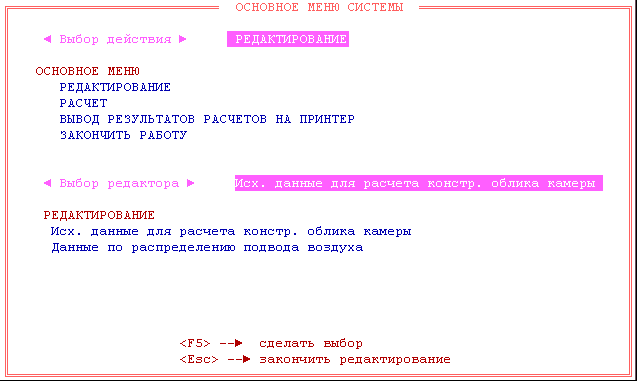 ОСНОВНОЕ МЕНЮ СИСТЕМЫ
◄ Выбор действия ► РЕДАКТИРОВАНИЕ
ОСНОВНОЕ МЕНЮ
РЕДАКТИРОВАНИЕ
РАСЧЕТ
ВЫВОД РЕЗУЛЬТАТОВ РАСЧЕТОВ НА ПРИНТЕР
ЗАКОНЧИТЬ РАБОТУ
◄ Выбор редактора ► Исх. данные для расчета констр. облика камеры
РЕДАКТИРОВАНИЕ
Исх. данные для расчета констр. облика камеры
Данные по распределению подвода воздуха
<F5> --► сделать выбор
<Esc> --► закончить редактирование